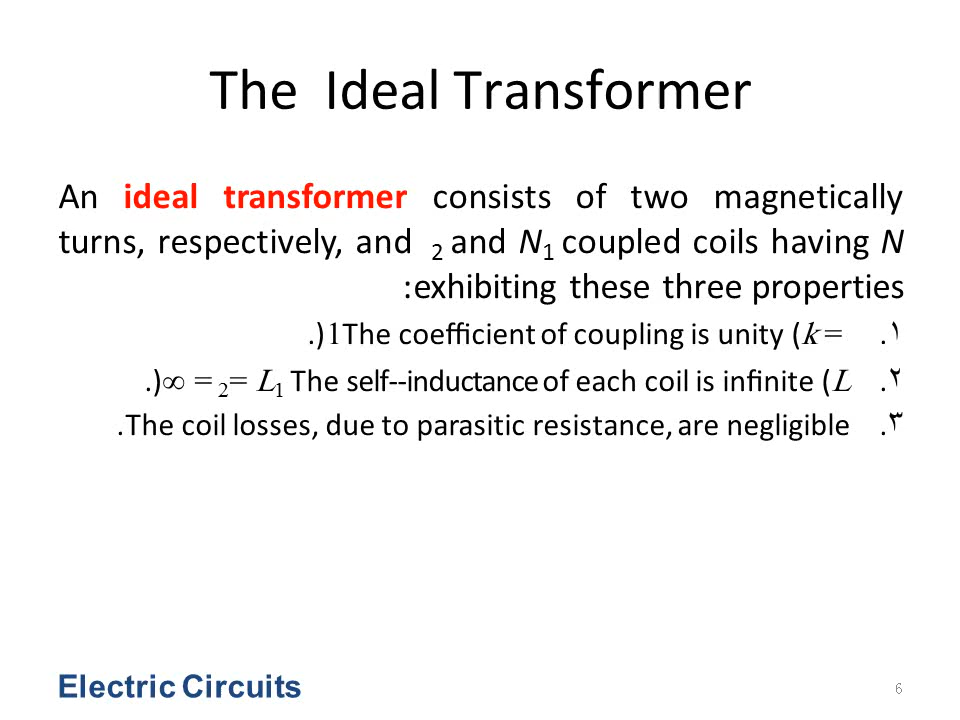 The Ideal Transformer
An ideal transformer consists of two magnetically
turns, respectively, and ₂ and N₁ coupled coils having N
:exhibiting these three properties
.(1The coefficient of coupling is unity (k = .١
.(∞ = ₂= L₁ The self--inductance of each coil is infinite (L .٢
.The coil losses, due to parasitic resistance, are negligible .٣
Electric Circuits
6